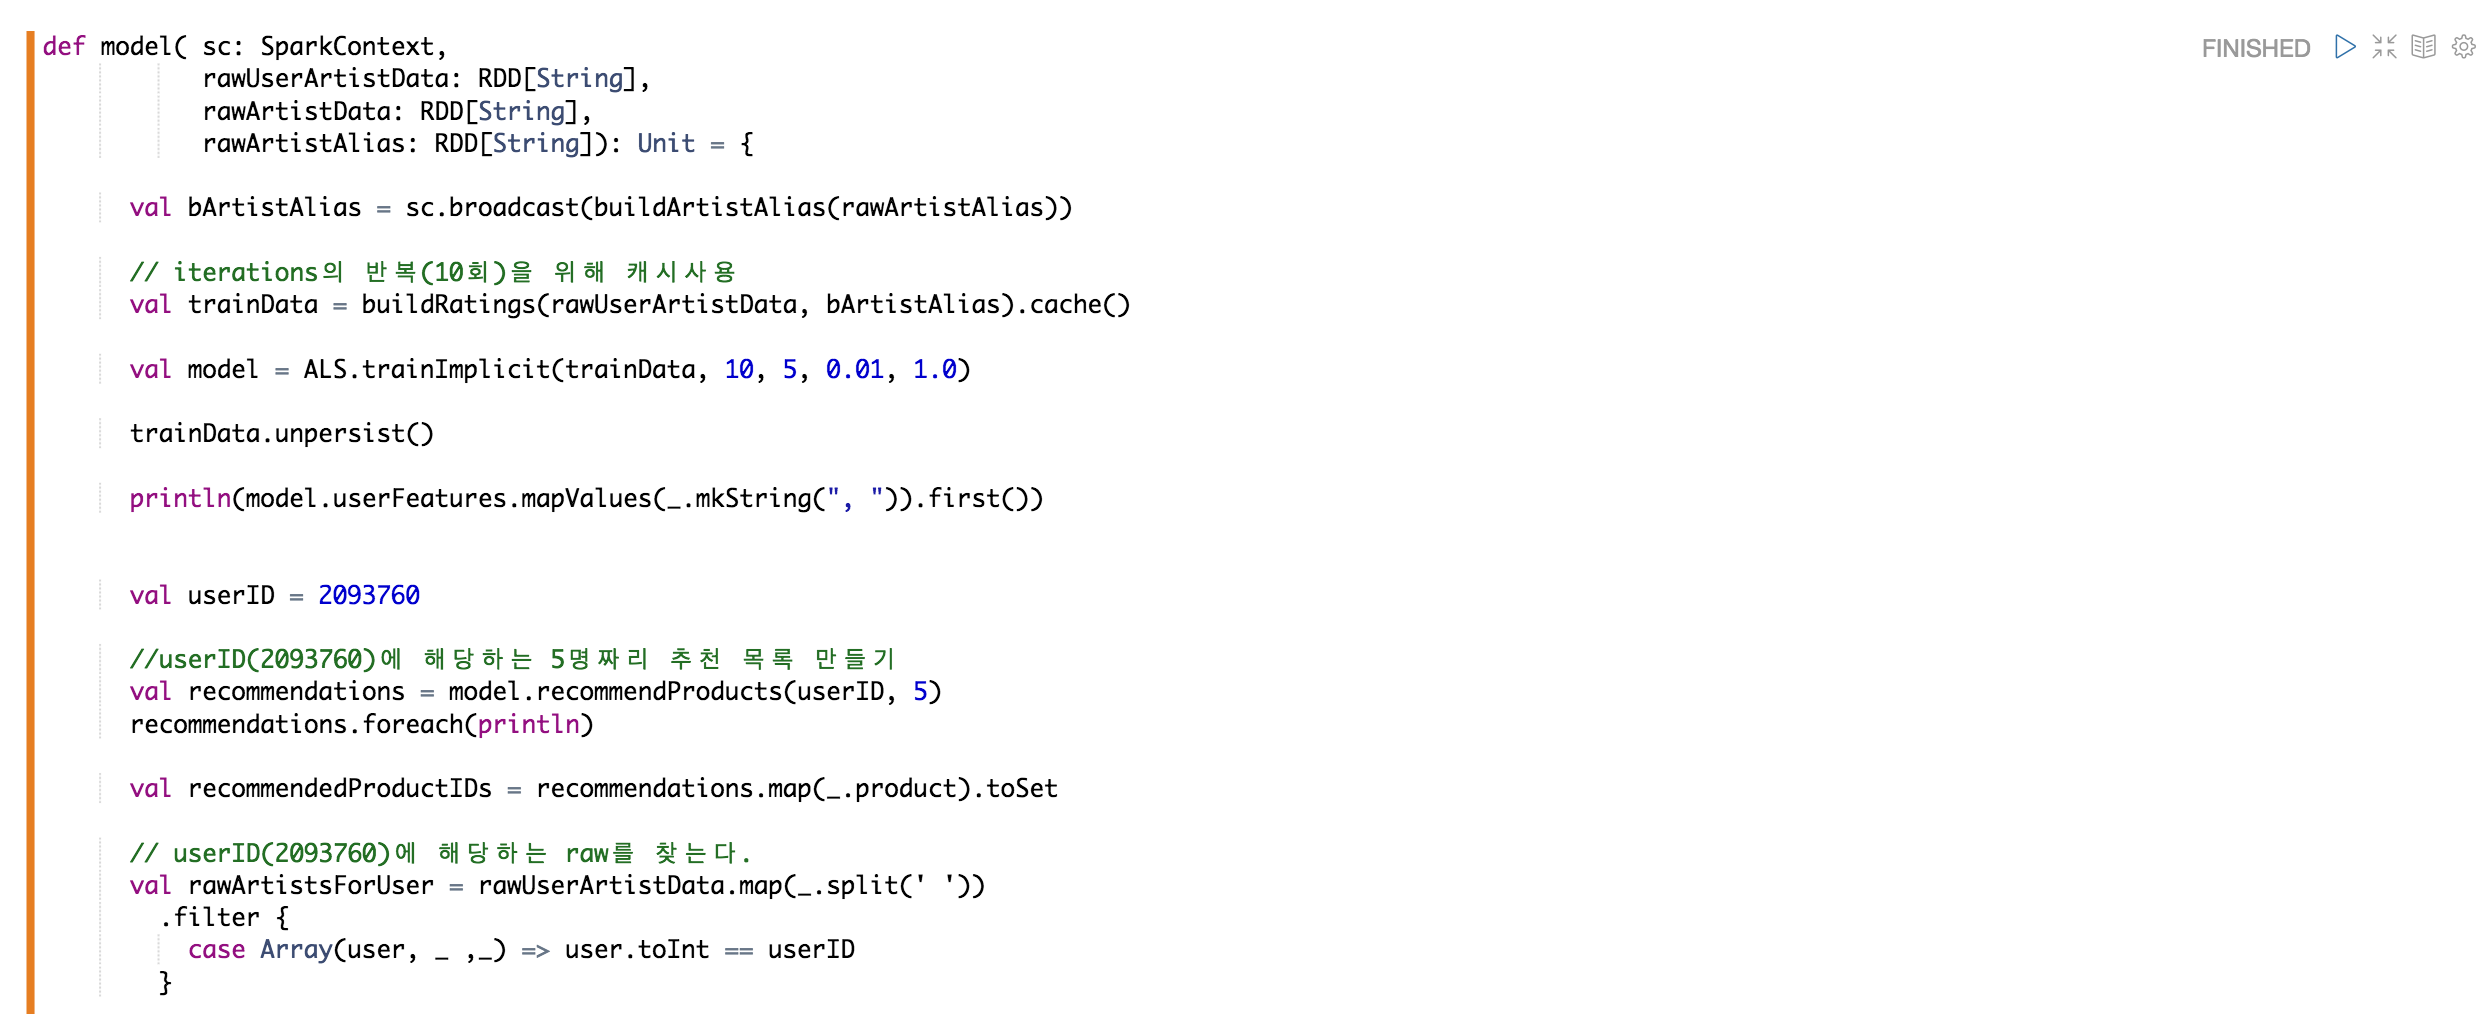 def model( sc: SparkContext,
FINISHED
rawUserArtistData: RDD[String],
rawArtistData: RDD[String],
rawArtistAlias: RDD[String]): Unit = {
val bArtistAlias = sc.broadcast(buildArtistAlias(rawArtistAlias))
// iterations의 반복(10회)을 위해 캐시사용
val trainData = buildRatings(rawUserArtistData, bArtistAlias).cache()
val model = ALS.trainImplicit(trainData, 10, 5, 0.01, 1.0)
trainData.unpersist()
println(model.userFeatures.mapValues(_.mkString(", ")).first())
val userID = 2093760
//userID(2093760)에 해당하는 5명짜리 추천 목록 만들기
val recommendations = model.recommendProducts(userID, 5)
recommendations.foreach(println)
val recommendedProductIDs = recommendations.map(_.product).toSet
// userID(2093760)에 해당하는 raw를 찾는다.
val rawArtistsForUser = rawUserArtistData.map(_.split(' '))
.filter {
case Array(user, _ ,_) => user.toInt == userID
}